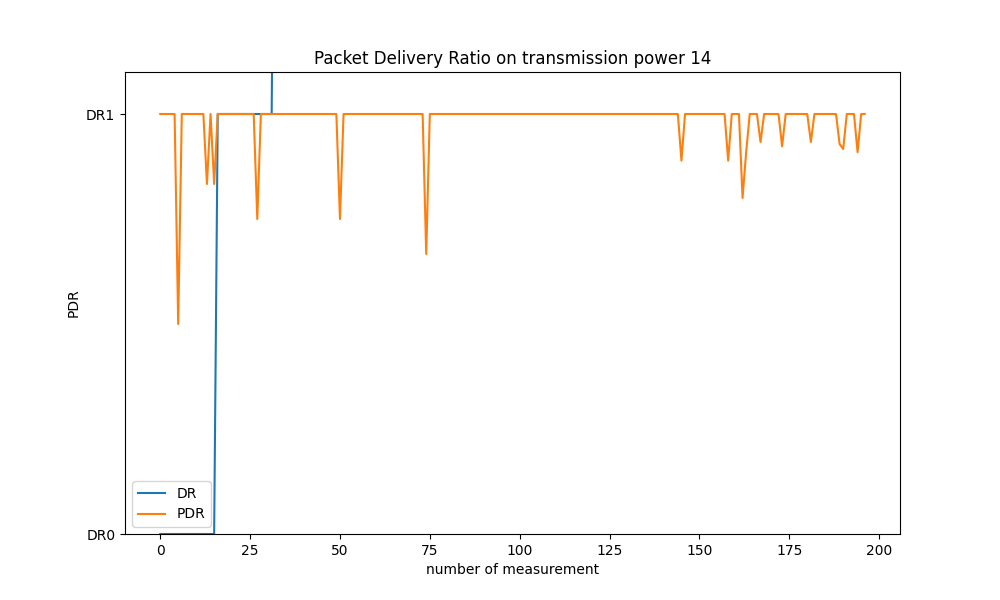 Packet Delivery Ratio on transmission power 14
DR1
PDR
DR0
DR
PDR
0 25 50 75 100 125 150 175 200
number of measurement